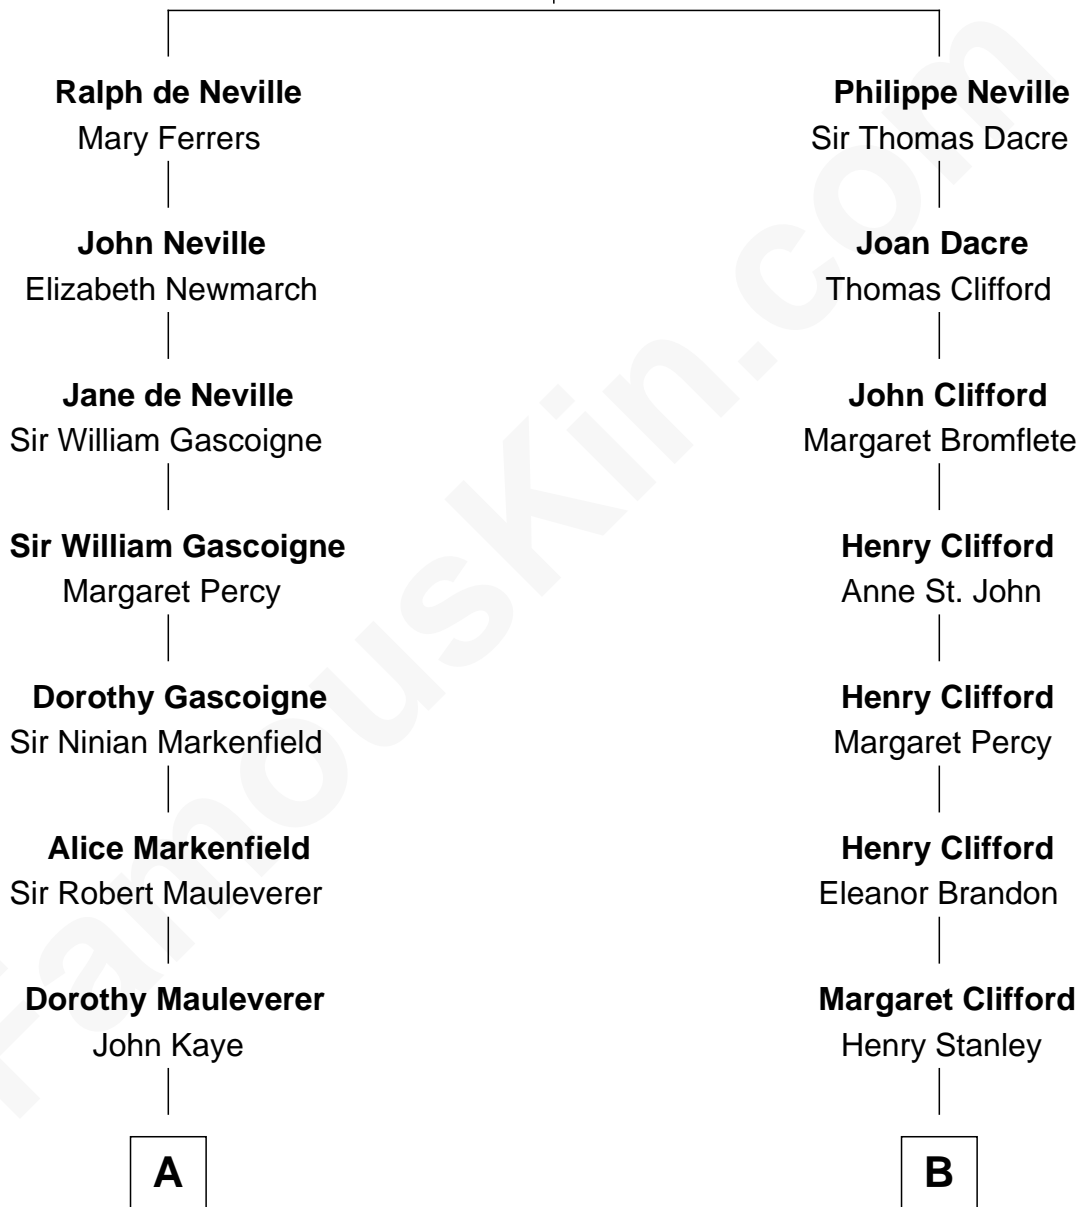 Ralph de Neville
Mary Ferrers
John Neville
Elizabeth Newmarch
Jane de Neville
Sir William Gascoigne
Sir William Gascoigne
Margaret Percy
Dorothy Gascoigne
Sir Ninian Markenfield
Alice Markenfield
Sir Robert Mauleverer
Dorothy Mauleverer
John Kaye
A
Philippe Neville
Sir Thomas Dacre
Joan Dacre
Thomas Clifford
John Clifford
Margaret Bromflete
Henry Clifford
Anne St. John
Henry Clifford
Margaret Percy
Henry Clifford
Eleanor Brandon
Margaret Clifford
Henry Stanley
B
FamousKin.com